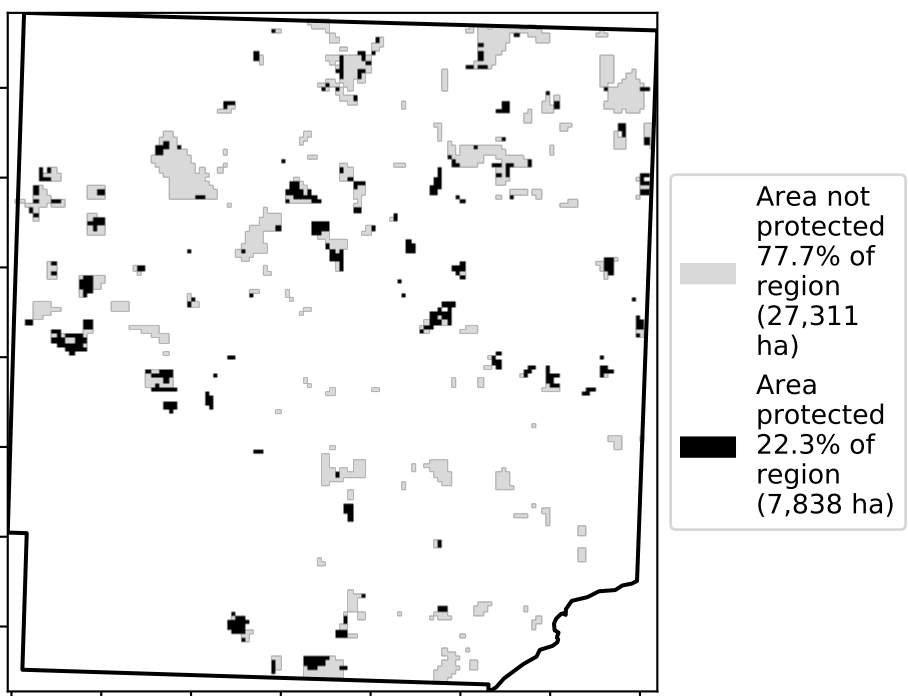 Area not
protected
77.7% of
region
(27,311
ha)
Area
protected
22.3% of
region
(7,838 ha)